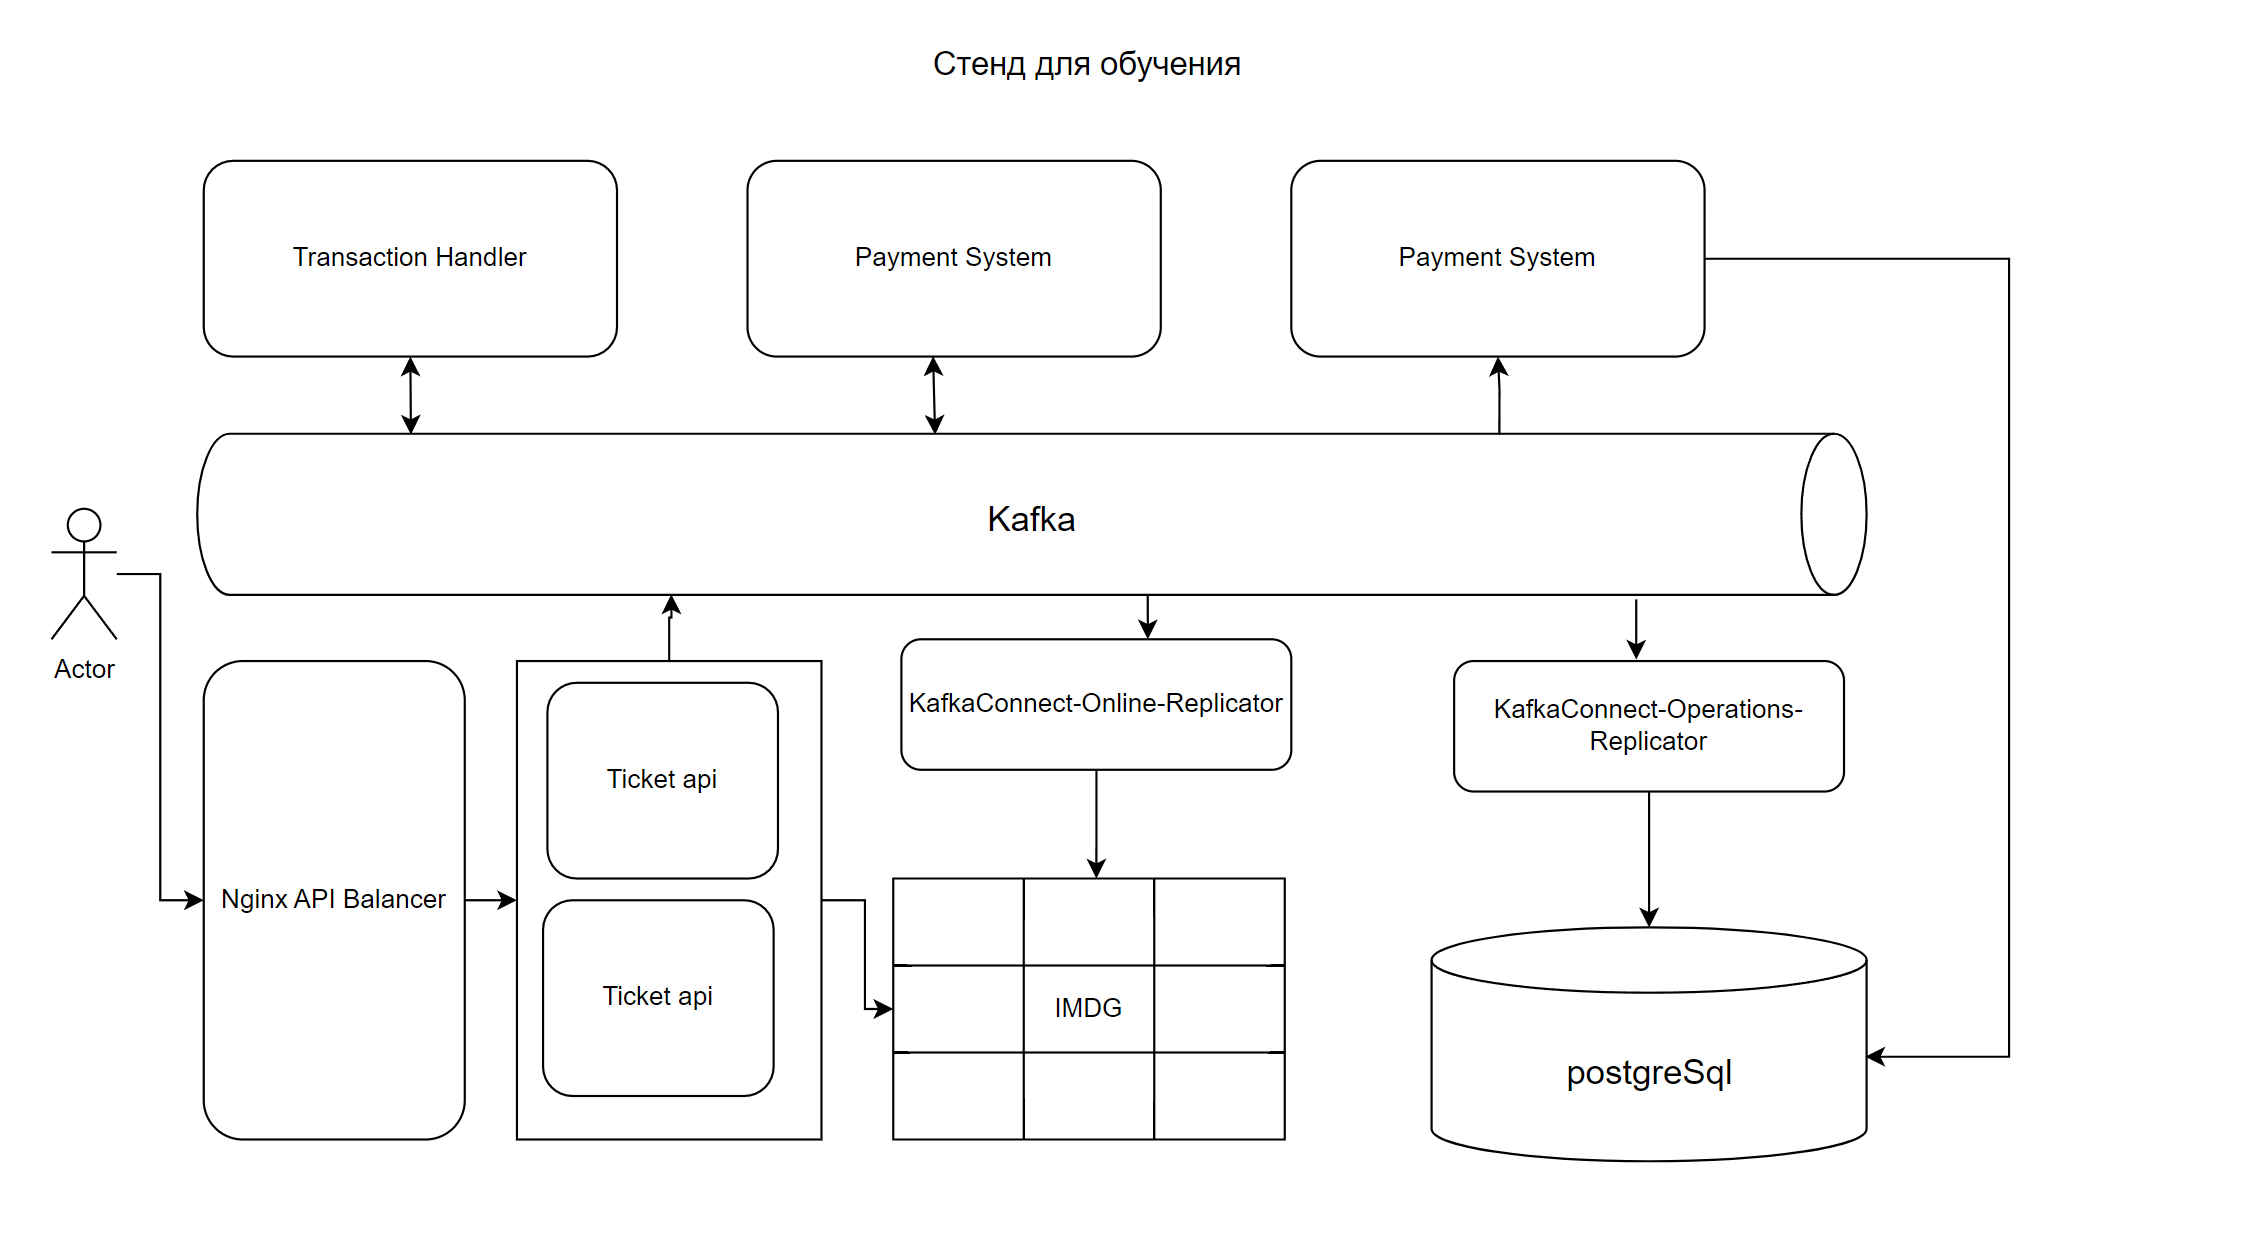 Стенд для обучения
Transaction Handler
Payment System
Payment System
Kafka
Actor
Nginx API Balancer
Ticket api
Ticket api
KafkaConnect-Online-Replicator
KafkaConnect-Operations-
Replicator
IMDG
postgreSql